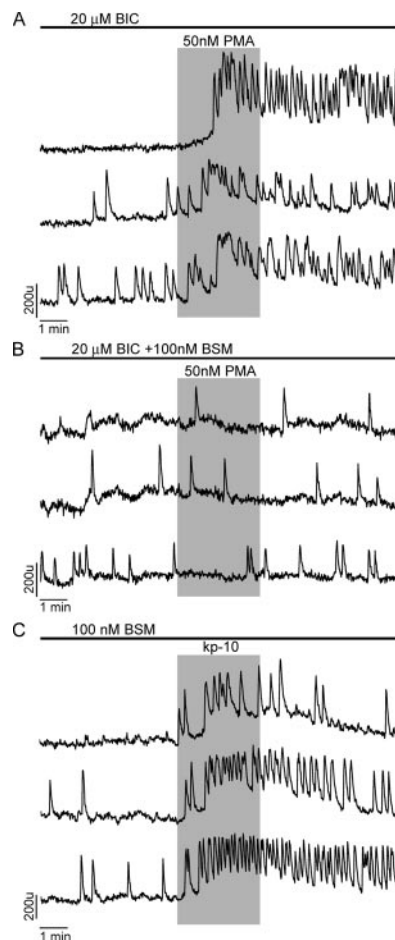 A
20 μM BIC
50nM PMA
200u
1 min
B
20 μM BIC +100nM BSM
50nM PMA
200u
1 min
C
100 nM BSM
kp-10
200u
1 min